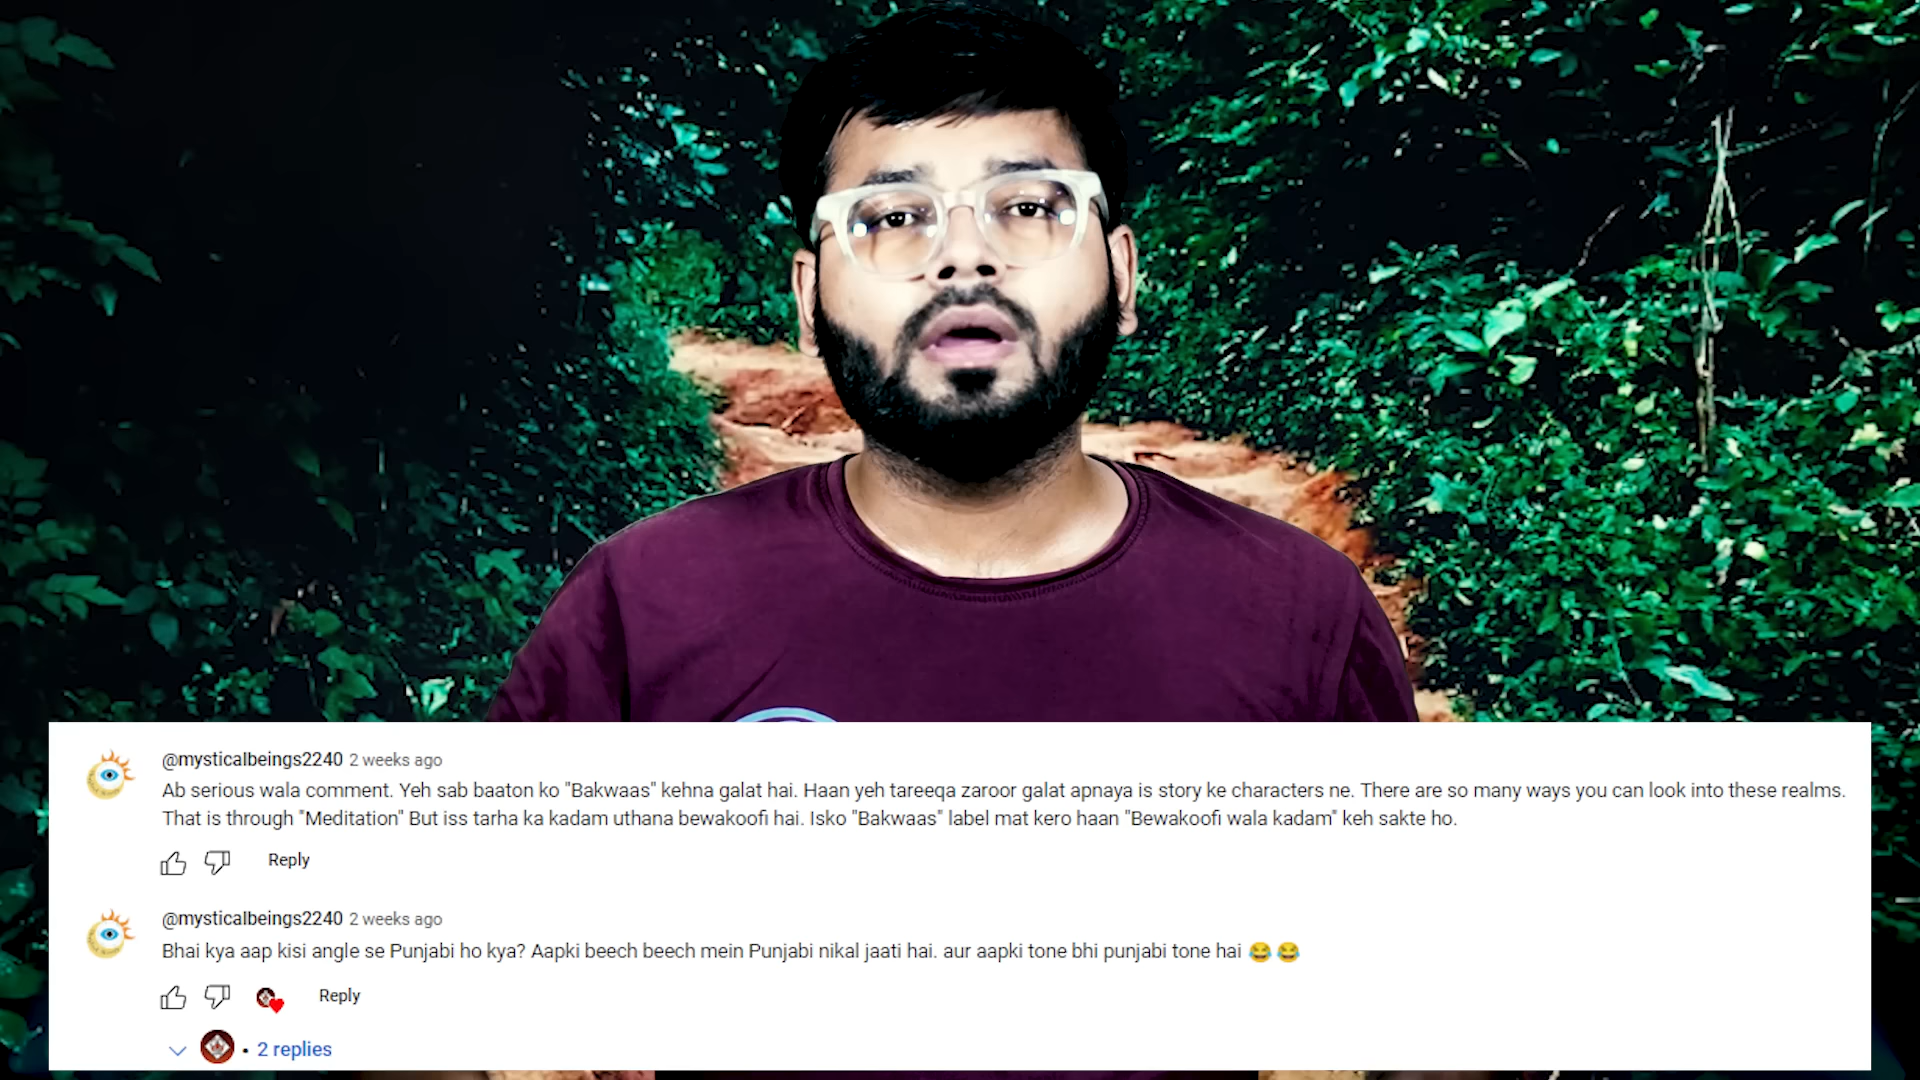 @mysticalbeings2240 2 weeks ago
Ab serious wala comment. Yeh sab baaton ko "Bakwaas" kehna galat hai. Haan yeh tareeqa zaroor galat apnaya is story ke characters ne. There are so many ways you can look into these realms.
That is through "Meditation" But iss tarha ka kadam uthana bewakoofi hai. Isko "Bakwaas" label mat kero haan "Bewakoofi wala kadam" keh sakte ho.
Reply
@mysticalbeings2240 2 weeks ago
Bhai kya aap kisi angle se Punjabi ho kya? Aapki beech beech mein Punjabi nikal jaati hai. aur aapki tone bhi punjabi tone hai 😂😂
Reply
• 2 replies